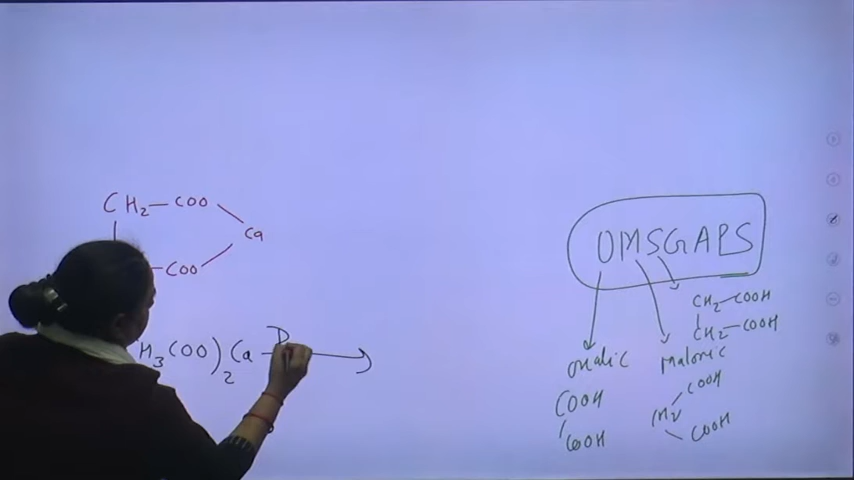 CH2-COO
Ca
-COO
H3COO)2Ca D
OMSGAPS
CH2-COOH
CH2-COOH
Oxalic
Malonic
COOH
COOH
COOH
CH2
COOH